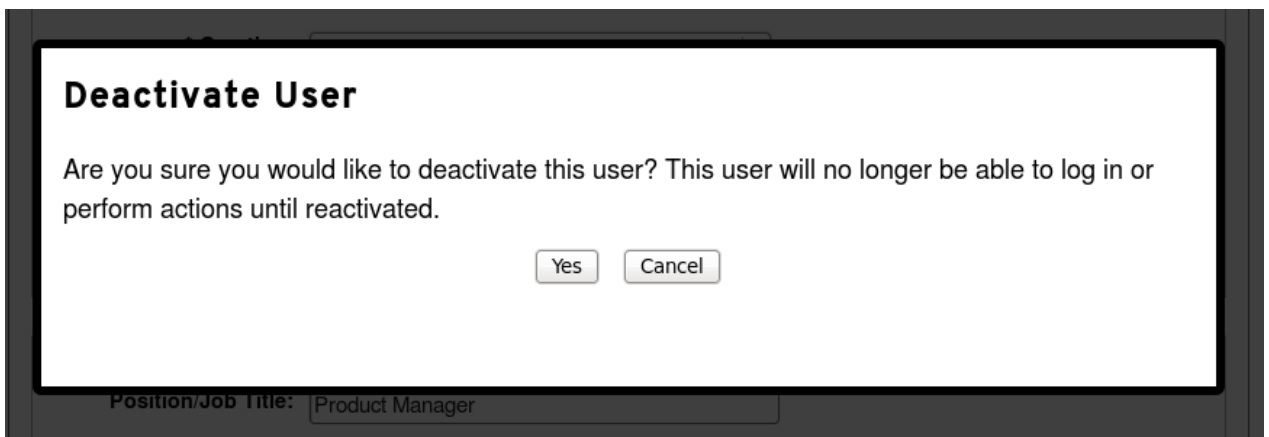 Deactivate User
Are you sure you would like to deactivate this user? This user will no longer be able to log in or
perform actions until reactivated.
Yes Cancel
Position/Job Title: Product Manager